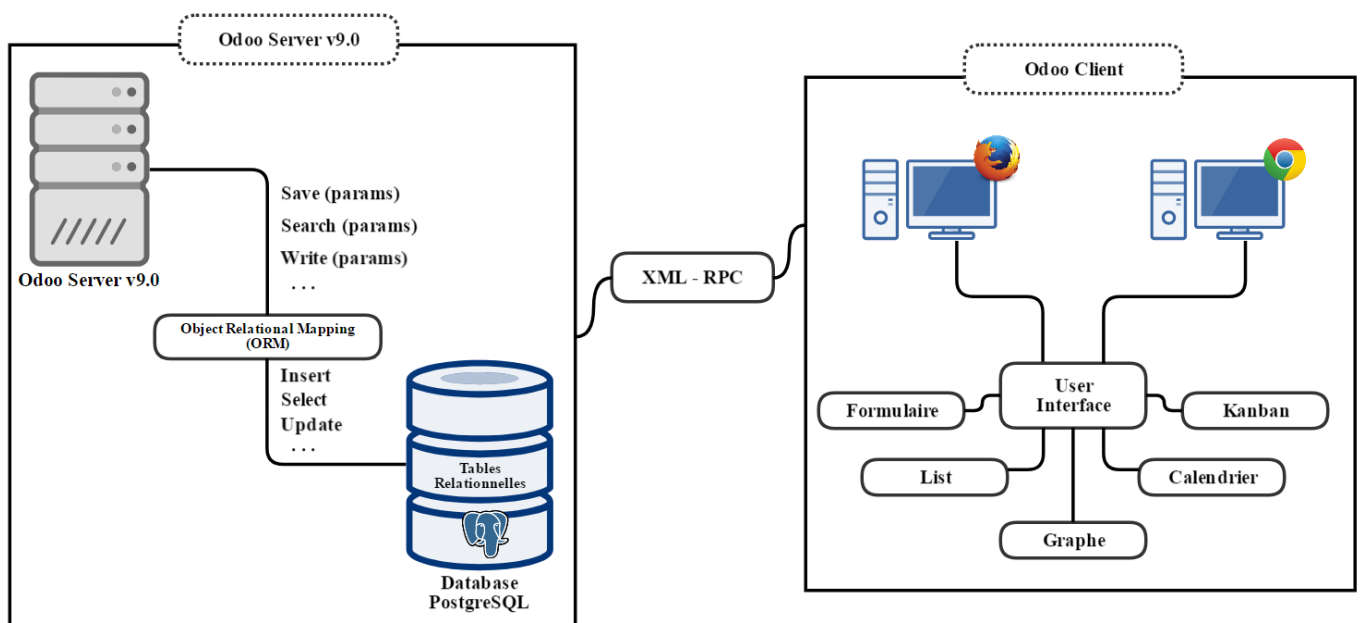 Odoo Server v9.0
Odoo Server v9.0
Save (params)
Search (params)
Write (params)
. . .
Object Relational Mapping
(ORM)
Insert
Select
Update
. . .
Tables
Relationnelles
Database
PostgreSQL
XML - RPC
Odoo Client
User
Interface
Formulaire
Kanban
List
Calendrier
Graphe